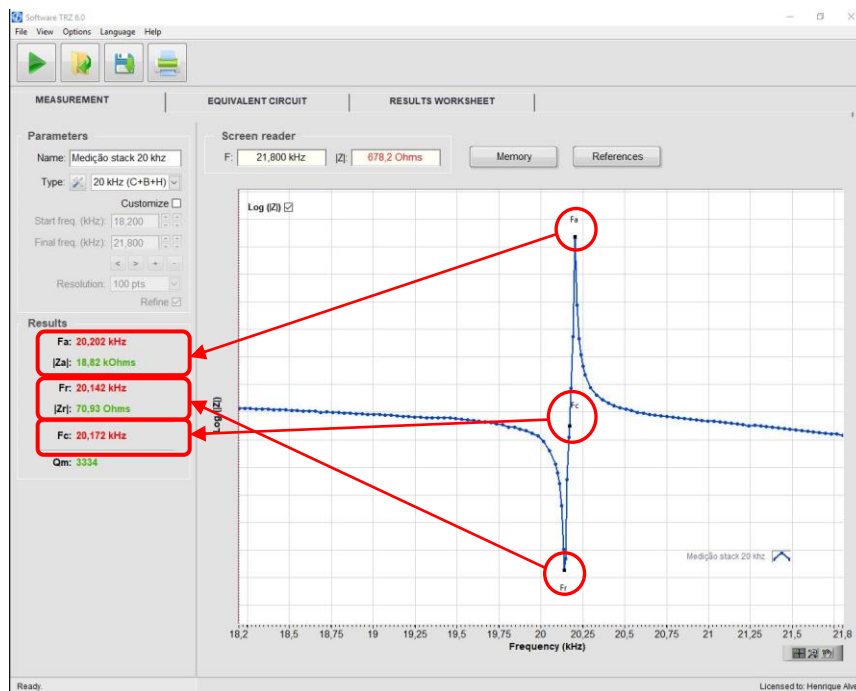 Software TRZ 6.0
File View Options Language Help
MEASUREMENT EQUIVALENT CIRCUIT RESULTS WORKSHEET
Parameters
Name: Medição stack 20 khz
Type: 20 kHz (C+B+H)
Customize
Start freq. (kHz): 18,200
Final freq. (kHz): 21,800
< > + -
Resolution: 100 pts
Refine
Results
Fa: 20,202 kHz
|Za|: 18,82 kOhms
Fr: 20,142 kHz
|Zr|: 70,93 Ohms
Fc: 20,172 kHz
Qm: 3334
Screen reader
F: 21,800 kHz |Z|: 678,2 Ohms
Memory References
Log (|Z|)
Fa
Fc
Fr
Log (|Z|)
Medição stack 20 khz
18,2 18,5 18,75 19 19,25 19,5 19,75 20 20,25 20,5 20,75 21 21,25 21,5 21,8
Frequency (kHz)
Ready.
Licensed to: Henrique Alve